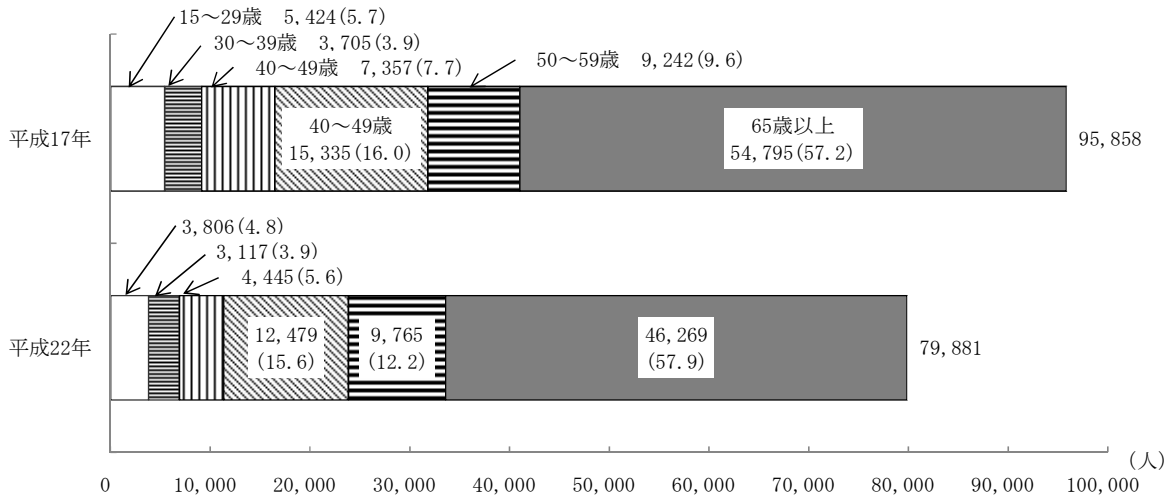 15～29歳　5,424(5.7)
30～39歳　3,705(3.9)
40～49歳　7,357(7.7)
50～59歳　9,242(9.6)
平成17年
40～49歳
15,335(16.0)
65歳以上
54,795(57.2)
95,858
3,806(4.8)
3,117(3.9)
4,445(5.6)
平成22年
12,479
(15.6)
9,765
(12.2)
46,269
(57.9)
79,881
(人)
0 10,000 20,000 30,000 40,000 50,000 60,000 70,000 80,000 90,000 100,000